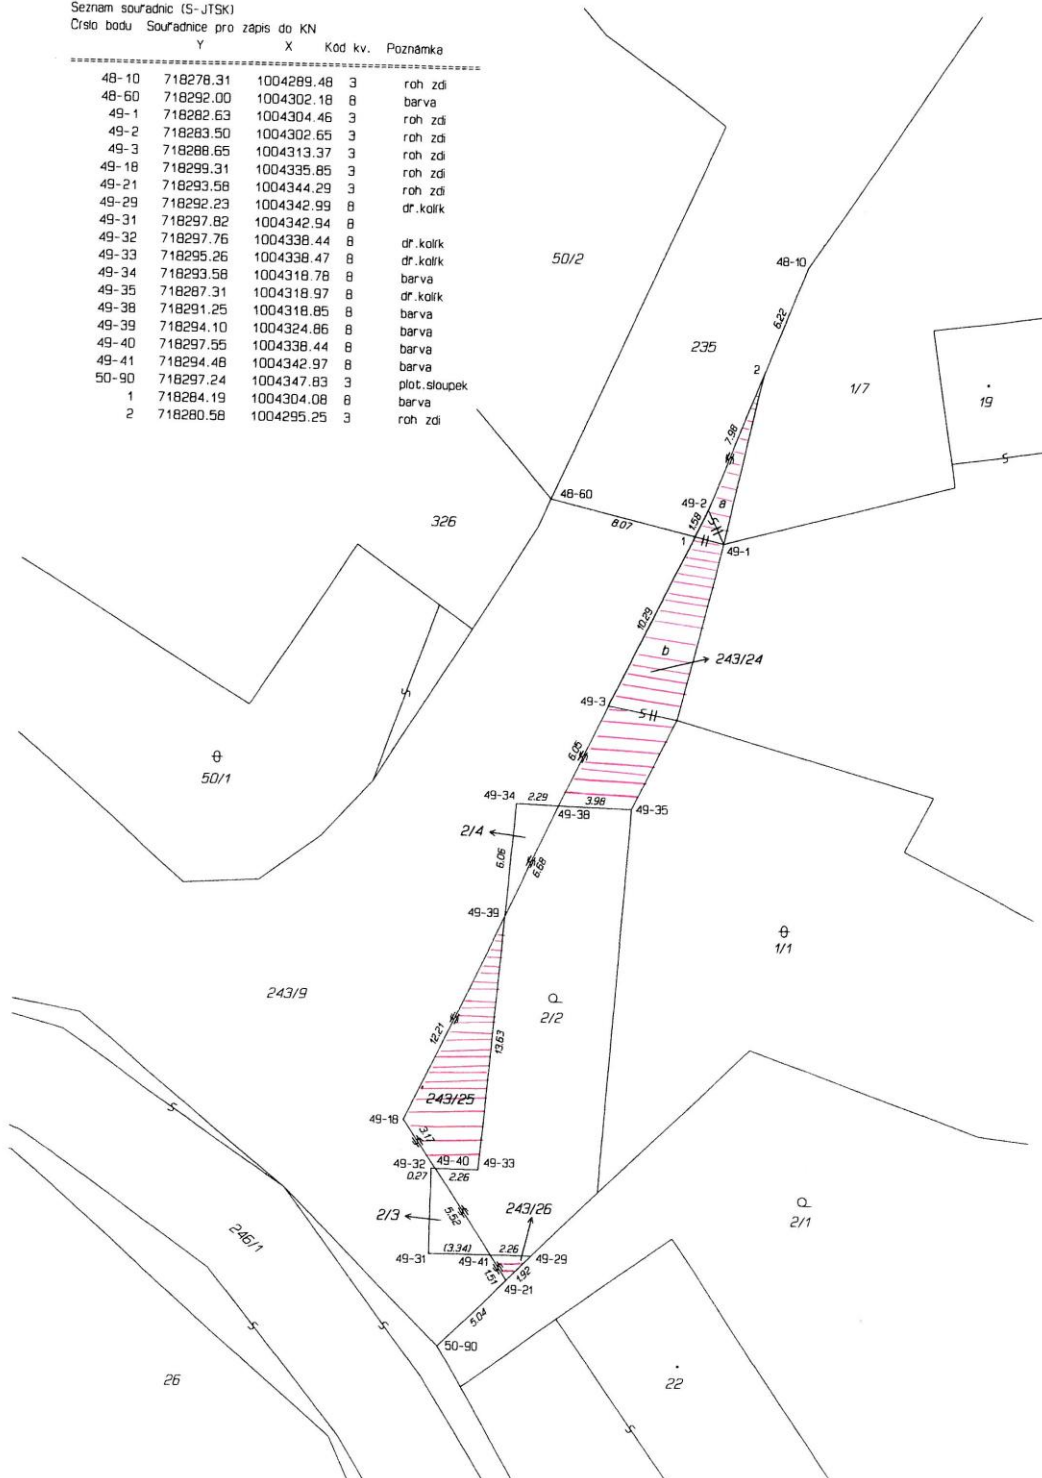 Seznam souřadnic (S-JTSK)
Číslo bodu Souřadnice pro zápis do KN
Y X Kód kv. Poznámka
48-10 718278.31 1004289.48 3 roh zdi
48-60 718292.00 1004302.18 8 barva
49-1 718282.63 1004304.46 3 roh zdi
49-2 718283.50 1004302.65 3 roh zdi
49-3 718288.65 1004313.37 3 roh zdi
49-18 718299.31 1004335.85 3 roh zdi
49-21 718293.58 1004344.29 3 roh zdi
49-29 718292.23 1004342.99 8 dř.kolík
49-31 718297.82 1004342.94 8
49-32 718297.76 1004338.44 8 dř.kolík
49-33 718295.26 1004338.47 8 dř.kolík
49-34 718293.58 1004318.78 8 barva
49-35 718287.31 1004318.97 8 dř.kolík
49-38 718291.25 1004318.85 8 barva
49-39 718294.10 1004324.86 8 barva
49-40 718297.55 1004338.44 8 barva
49-41 718294.48 1004342.97 8 barva
50-90 718297.24 1004347.83 3 plot.sloupek
1 718284.19 1004304.08 8 barva
2 718280.58 1004295.25 3 roh zdi
50/2
48-10
6.22
235
2
1/7
19
7.98
48-60
49-2
a
326
8.07
1.58
1
49-1
10.29
b
243/24
49-3
6.05
50/1
49-34
2.29
3.98
49-38
49-35
2/4
6.06
6.68
49-39
1/1
243/9
2/2
12.21
13.63
243/25
49-18
3.17
49-32
49-40
49-33
0.27
2.26
2/3
5.52
243/26
2/1
246/1
49-31
(3.94)
49-41
2.26
49-29
1.51
1.92
49-21
5.04
50-90
26
22